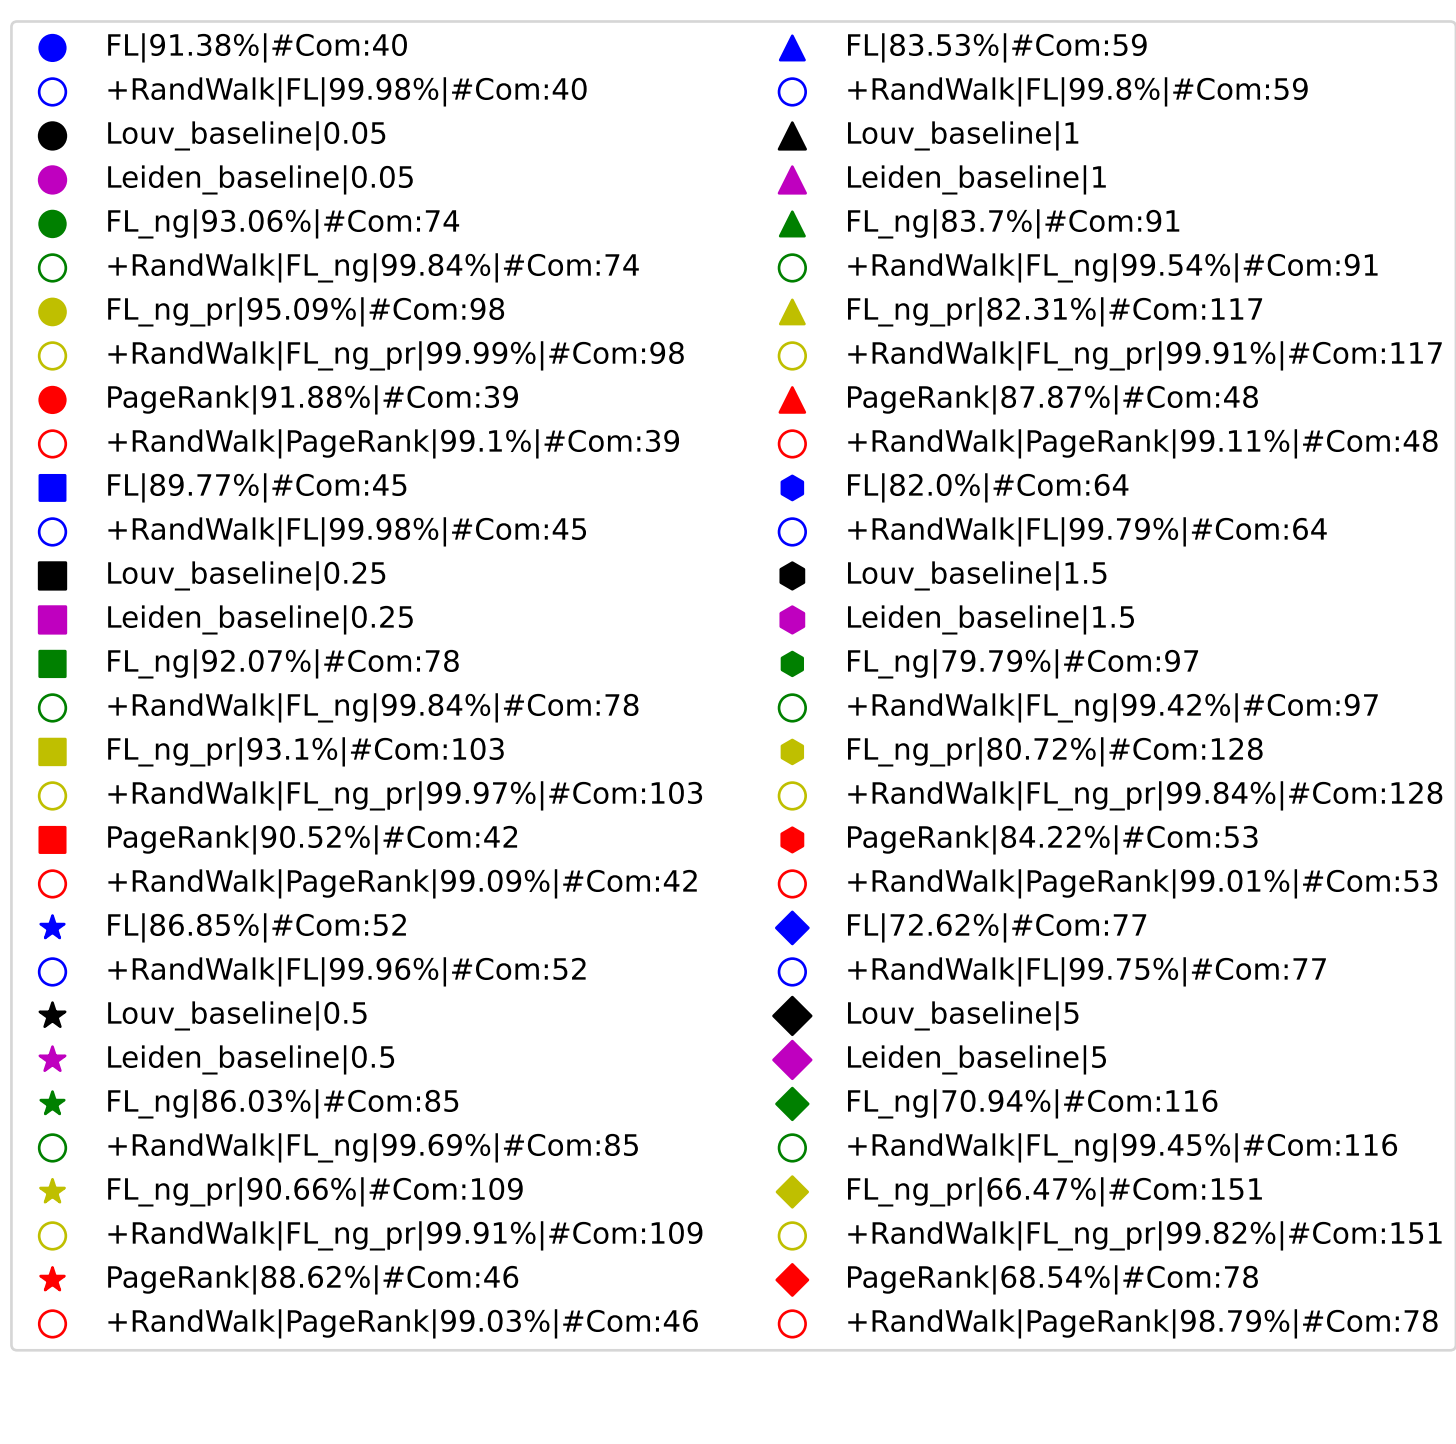 FL|91.38%|#Com:40
+RandWalk|FL|99.98%|#Com:40
Louv_baseline|0.05
Leiden_baseline|0.05
FL_ng|93.06%|#Com:74
+RandWalk|FL_ng|99.84%|#Com:74
FL_ng_pr|95.09%|#Com:98
+RandWalk|FL_ng_pr|99.99%|#Com:98
PageRank|91.88%|#Com:39
+RandWalk|PageRank|99.1%|#Com:39
FL|89.77%|#Com:45
+RandWalk|FL|99.98%|#Com:45
Louv_baseline|0.25
Leiden_baseline|0.25
FL_ng|92.07%|#Com:78
+RandWalk|FL_ng|99.84%|#Com:78
FL_ng_pr|93.1%|#Com:103
+RandWalk|FL_ng_pr|99.97%|#Com:103
PageRank|90.52%|#Com:42
+RandWalk|PageRank|99.09%|#Com:42
FL|86.85%|#Com:52
+RandWalk|FL|99.96%|#Com:52
Louv_baseline|0.5
Leiden_baseline|0.5
FL_ng|86.03%|#Com:85
+RandWalk|FL_ng|99.69%|#Com:85
FL_ng_pr|90.66%|#Com:109
+RandWalk|FL_ng_pr|99.91%|#Com:109
PageRank|88.62%|#Com:46
+RandWalk|PageRank|99.03%|#Com:46
FL|83.53%|#Com:59
+RandWalk|FL|99.8%|#Com:59
Louv_baseline|1
Leiden_baseline|1
FL_ng|83.7%|#Com:91
+RandWalk|FL_ng|99.54%|#Com:91
FL_ng_pr|82.31%|#Com:117
+RandWalk|FL_ng_pr|99.91%|#Com:117
PageRank|87.87%|#Com:48
+RandWalk|PageRank|99.11%|#Com:48
FL|82.0%|#Com:64
+RandWalk|FL|99.79%|#Com:64
Louv_baseline|1.5
Leiden_baseline|1.5
FL_ng|79.79%|#Com:97
+RandWalk|FL_ng|99.42%|#Com:97
FL_ng_pr|80.72%|#Com:128
+RandWalk|FL_ng_pr|99.84%|#Com:128
PageRank|84.22%|#Com:53
+RandWalk|PageRank|99.01%|#Com:53
FL|72.62%|#Com:77
+RandWalk|FL|99.75%|#Com:77
Louv_baseline|5
Leiden_baseline|5
FL_ng|70.94%|#Com:116
+RandWalk|FL_ng|99.45%|#Com:116
FL_ng_pr|66.47%|#Com:151
+RandWalk|FL_ng_pr|99.82%|#Com:151
PageRank|68.54%|#Com:78
+RandWalk|PageRank|98.79%|#Com:78